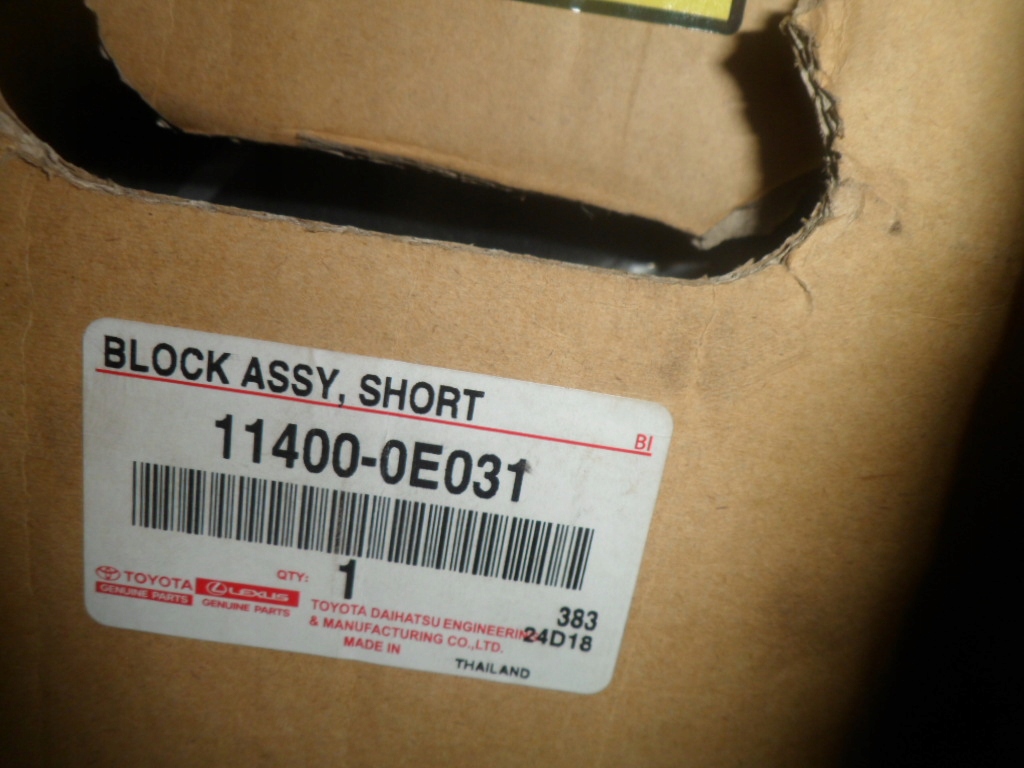 BLOCK ASSY, SHORT
BI
11400-0E031
QTY: 1
TOYOTA
GENUINE PARTS
LEXUS
GENUINE PARTS
TOYOTA DAIHATSU ENGINEERING
& MANUFACTURING CO.,LTD.
MADE IN
THAILAND
383
24D18